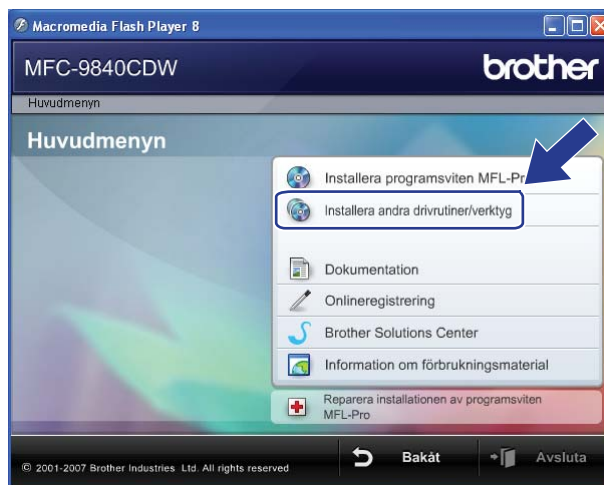 Macromedia Flash Player 8
MFC-9840CDW
brother
Huvudmenyn
Huvudmenyn
Installera programsviten MFL-Pr
Installera andra drivrutiner/verktyg
Dokumentation
Onlineregistrering
Brother Solutions Center
Information om förbrukningsmaterial
Reparera installationen av programsviten
MFL-Pro
© 2001-2007 Brother Industries Ltd. All rights reserved
Bakåt
Avsluta